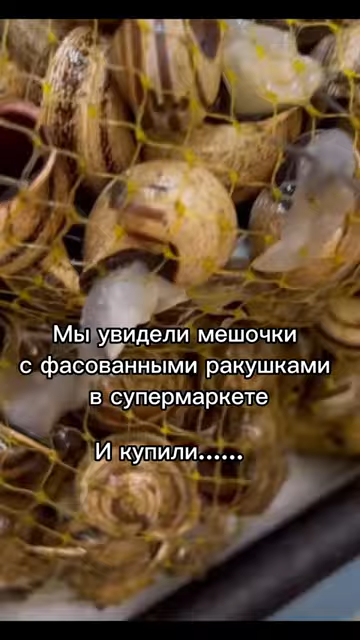 Мы увидели мешочки
с фасованными ракушками
в супермаркете
И купили......